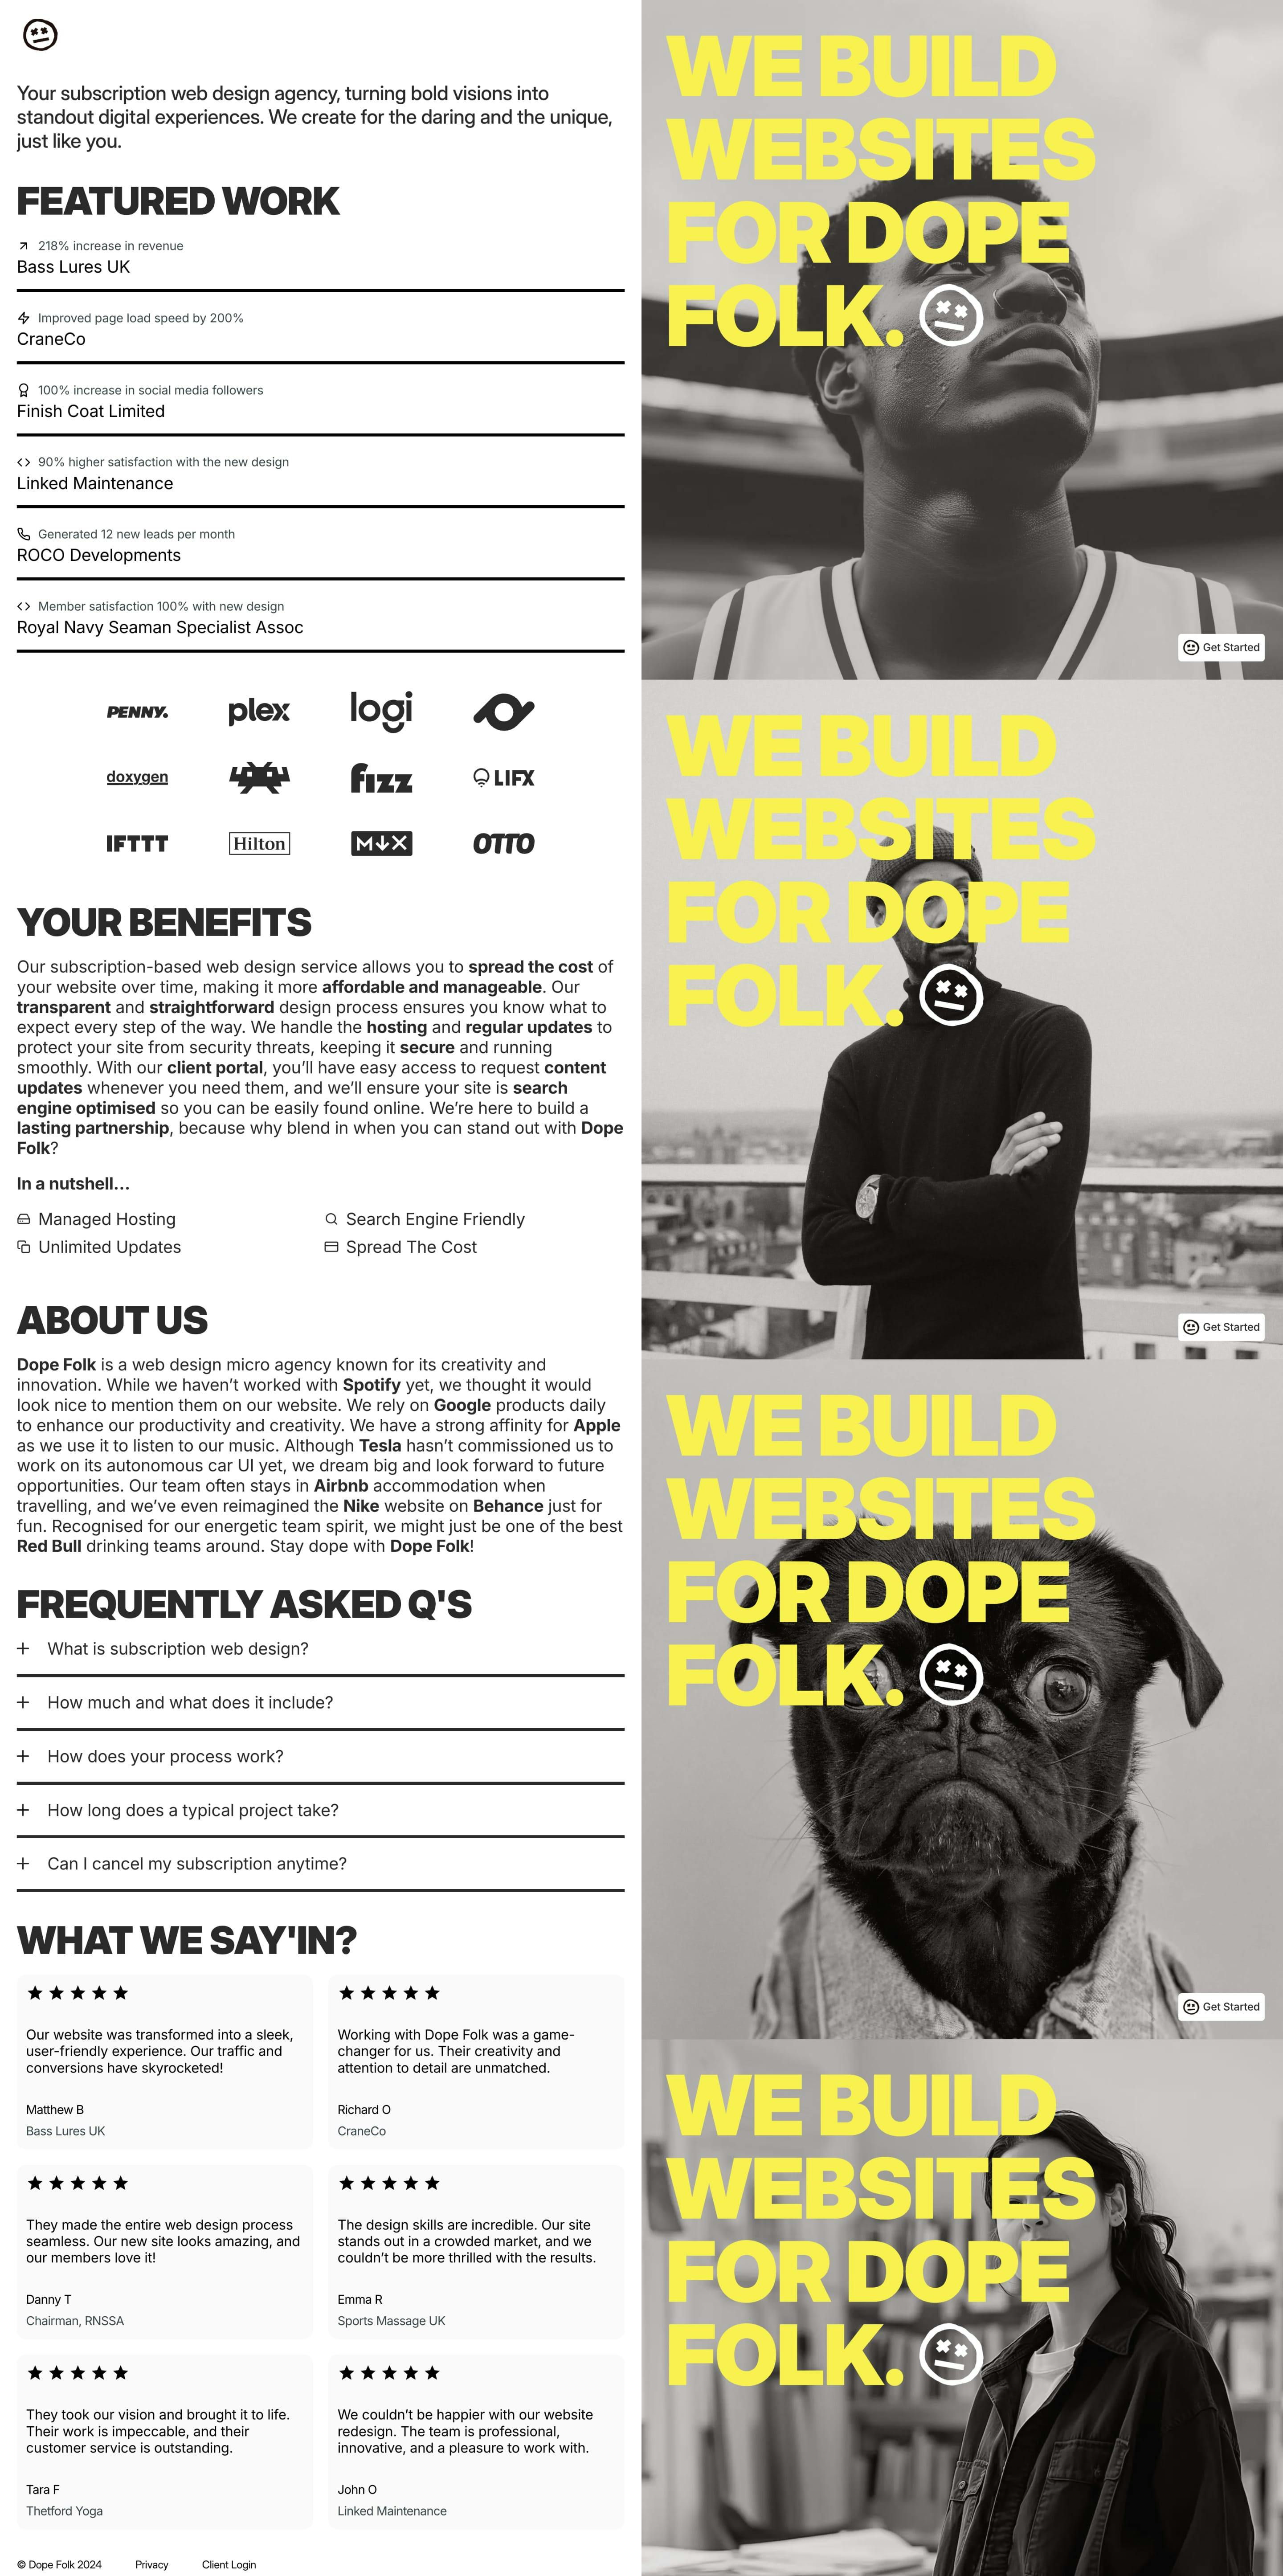 Your subscription web design agency, turning bold visions into
standout digital experiences. We create for the daring and the unique,
just like you.
FEATURED WORK
218% increase in revenue
Bass Lures UK
Improved page load speed by 200%
CraneCo
100% increase in social media followers
Finish Coat Limited
90% higher satisfaction with the new design
Linked Maintenance
Generated 12 new leads per month
ROCO Developments
Member satisfaction 100% with new design
Royal Navy Seaman Specialist Assoc
PENNY. plex logi
doxygen fizz LIFX
IFTTT Hilton M↓X OTTO
YOUR BENEFITS
Our subscription-based web design service allows you to spread the cost of
your website over time, making it more affordable and manageable. Our
transparent and straightforward design process ensures you know what to
expect every step of the way. We handle the hosting and regular updates to
protect your site from security threats, keeping it secure and running
smoothly. With our client portal, you’ll have easy access to request content
updates whenever you need them, and we’ll ensure your site is search
engine optimised so you can be easily found online. We’re here to build a
lasting partnership, because why blend in when you can stand out with Dope
Folk?
In a nutshell...
Managed Hosting
Search Engine Friendly
Unlimited Updates
Spread The Cost
ABOUT US
Dope Folk is a web design micro agency known for its creativity and
innovation. While we haven’t worked with Spotify yet, we thought it would
look nice to mention them on our website. We rely on Google products daily
to enhance our productivity and creativity. We have a strong affinity for Apple
as we use it to listen to our music. Although Tesla hasn’t commissioned us to
work on its autonomous car UI yet, we dream big and look forward to future
opportunities. Our team often stays in Airbnb accommodation when
travelling, and we’ve even reimagined the Nike website on Behance just for
fun. Recognised for our energetic team spirit, we might just be one of the best
Red Bull drinking teams around. Stay dope with Dope Folk!
FREQUENTLY ASKED Q'S
What is subscription web design?
How much and what does it include?
How does your process work?
How long does a typical project take?
Can I cancel my subscription anytime?
WHAT WE SAY'IN?
Our website was transformed into a sleek,
user-friendly experience. Our traffic and
conversions have skyrocketed!
Matthew B
Bass Lures UK
Working with Dope Folk was a game-
changer for us. Their creativity and
attention to detail are unmatched.
Richard O
CraneCo
They made the entire web design process
seamless. Our new site looks amazing, and
our members love it!
Danny T
Chairman, RNSSA
The design skills are incredible. Our site
stands out in a crowded market, and we
couldn’t be more thrilled with the results.
Emma R
Sports Massage UK
They took our vision and brought it to life.
Their work is impeccable, and their
customer service is outstanding.
Tara F
Thetford Yoga
We couldn’t be happier with our website
redesign. The team is professional,
innovative, and a pleasure to work with.
John O
Linked Maintenance
© Dope Folk 2024 Privacy Client Login
WE BUILD
WEBSITES
FOR DOPE
FOLK.
Get Started
WE BUILD
WEBSITES
FOR DOPE
FOLK.
Get Started
WE BUILD
WEBSITES
FOR DOPE
FOLK.
Get Started
WE BUILD
WEBSITES
FOR DOPE
FOLK.